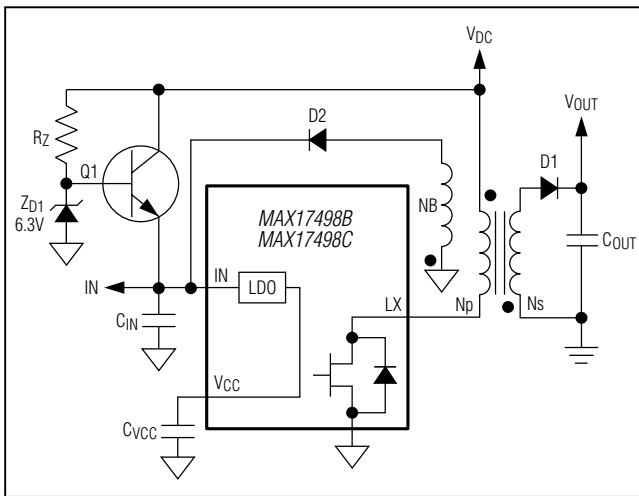 VDC
D2
VOUT
RZ
D1
Q1
ZD1
6.3V
NB
MAX17498B
MAX17498C
COUT
IN
IN
LDO
LX
Np
Ns
CIN
VCC
CVCC